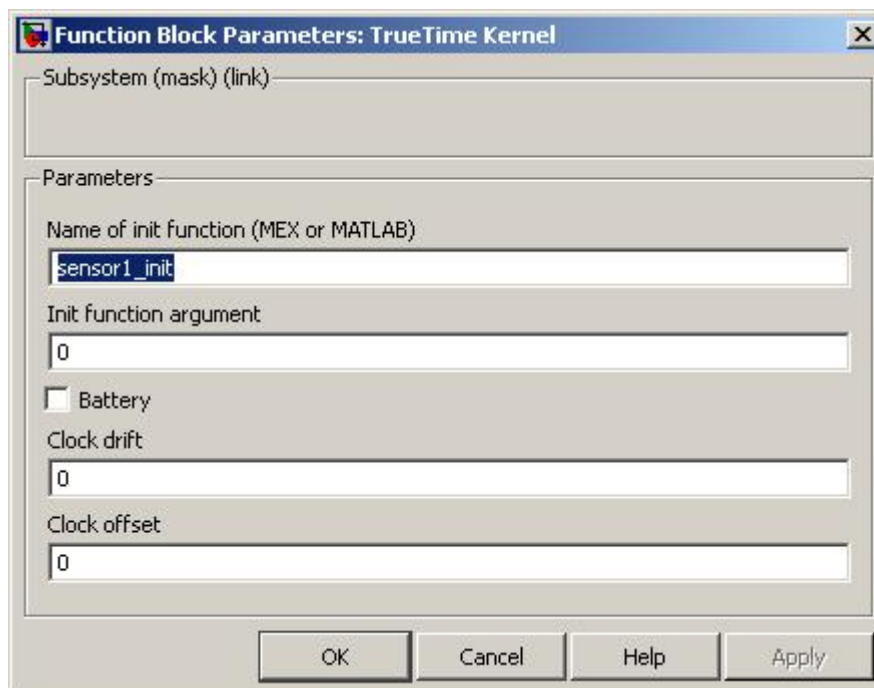 Function Block Parameters: TrueTime Kernel
Subsystem (mask) (link)
Parameters
Name of init function (MEX or MATLAB)
sensor1_init
Init function argument
0
Battery
Clock drift
0
Clock offset
0
OK Cancel Help Apply